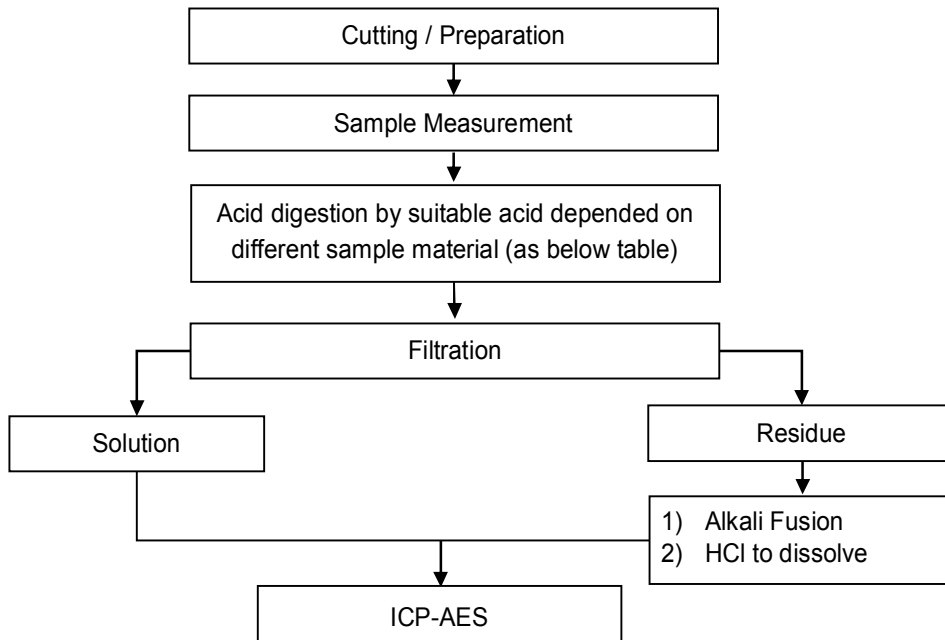 Cutting / Preparation
Sample Measurement
Acid digestion by suitable acid depended on
different sample material (as below table)
Filtration
Solution
Residue
1) Alkali Fusion
2) HCl to dissolve
ICP-AES